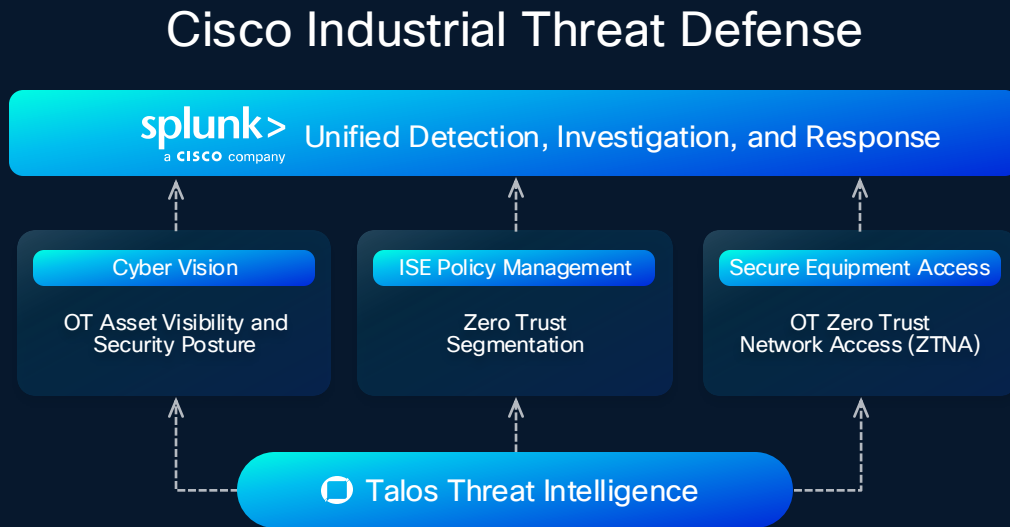 Cisco Industrial Threat Defense
splunk>
a CISCO company
Unified Detection, Investigation, and Response
Cyber Vision
OT Asset Visibility and
Security Posture
ISE Policy Management
Zero Trust
Segmentation
Secure Equipment Access
OT Zero Trust
Network Access (ZTNA)
Talos Threat Intelligence